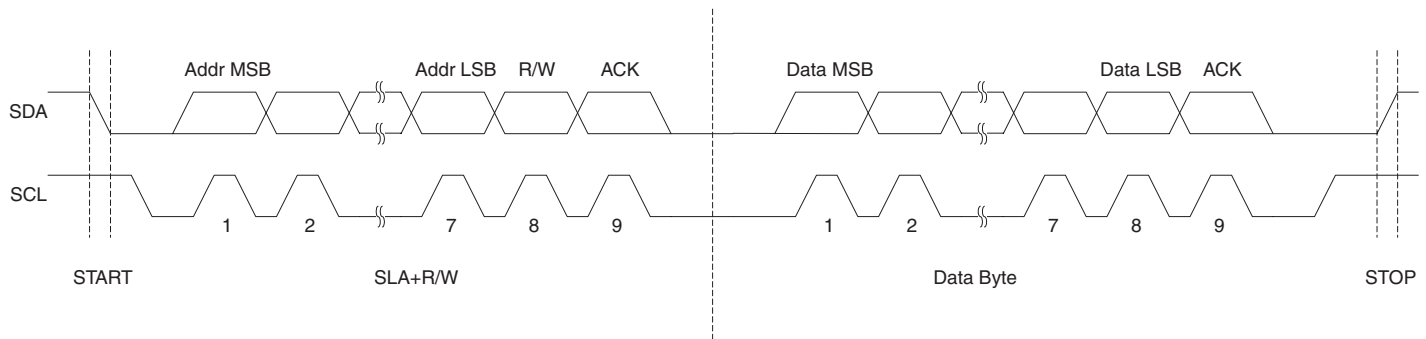 Addr MSB Addr LSB R/W ACK Data MSB Data LSB ACK
SDA
SCL
1 2 7 8 9 1 2 7 8 9
START SLA+R/W Data Byte STOP